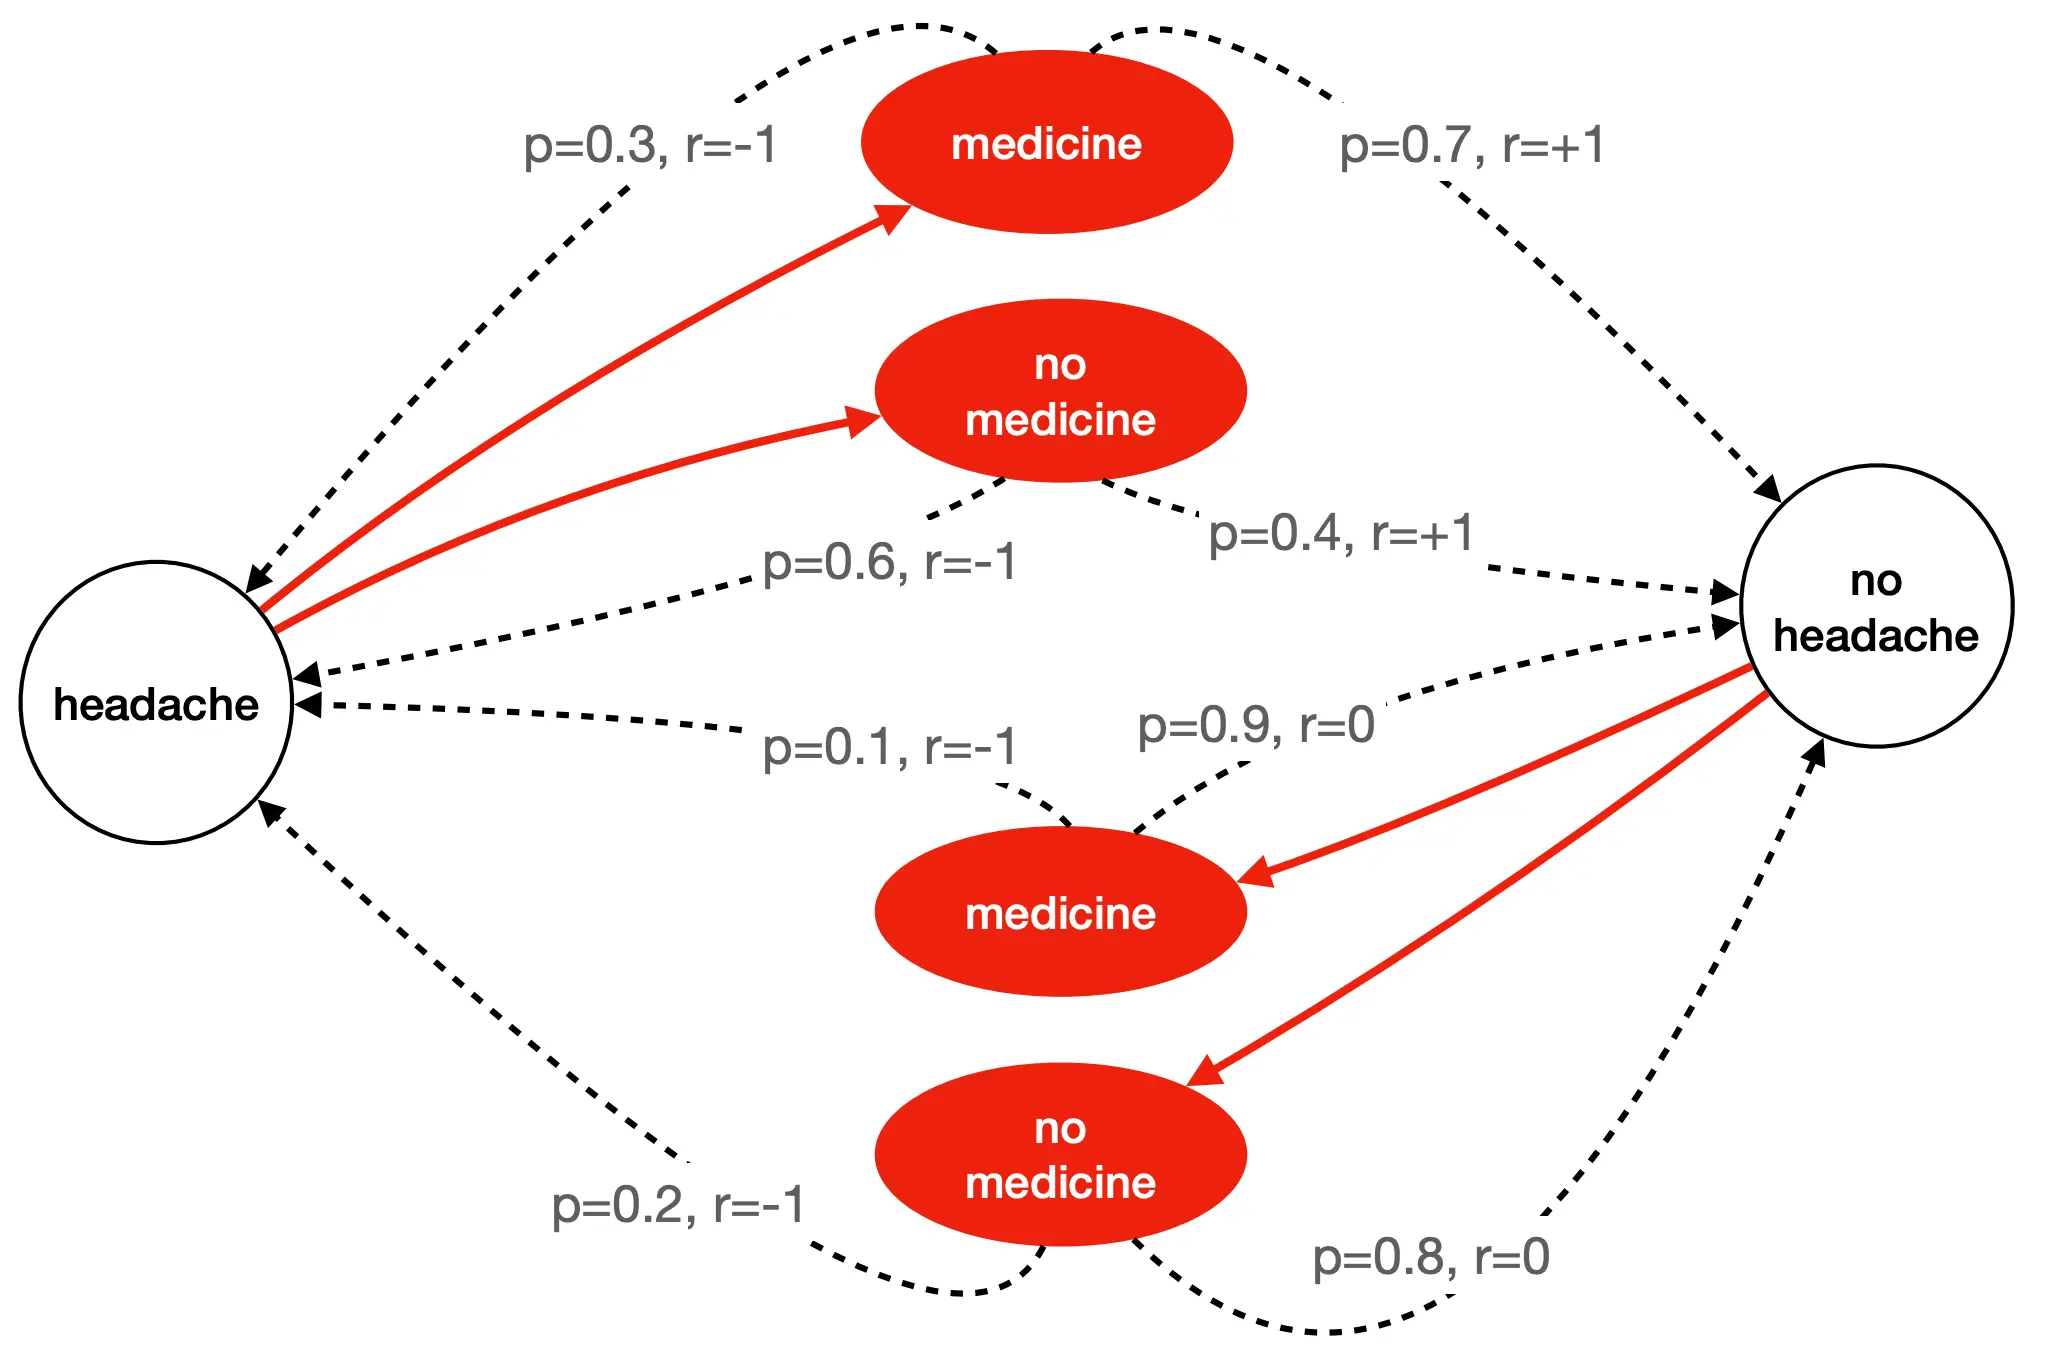 medicine
p=0.3, r=-1
p=0.7, r=+1
no
medicine
p=0.6, r=-1
p=0.4, r=+1
headache
no
headache
p=0.1, r=-1
p=0.9, r=0
medicine
no
medicine
p=0.2, r=-1
p=0.8, r=0